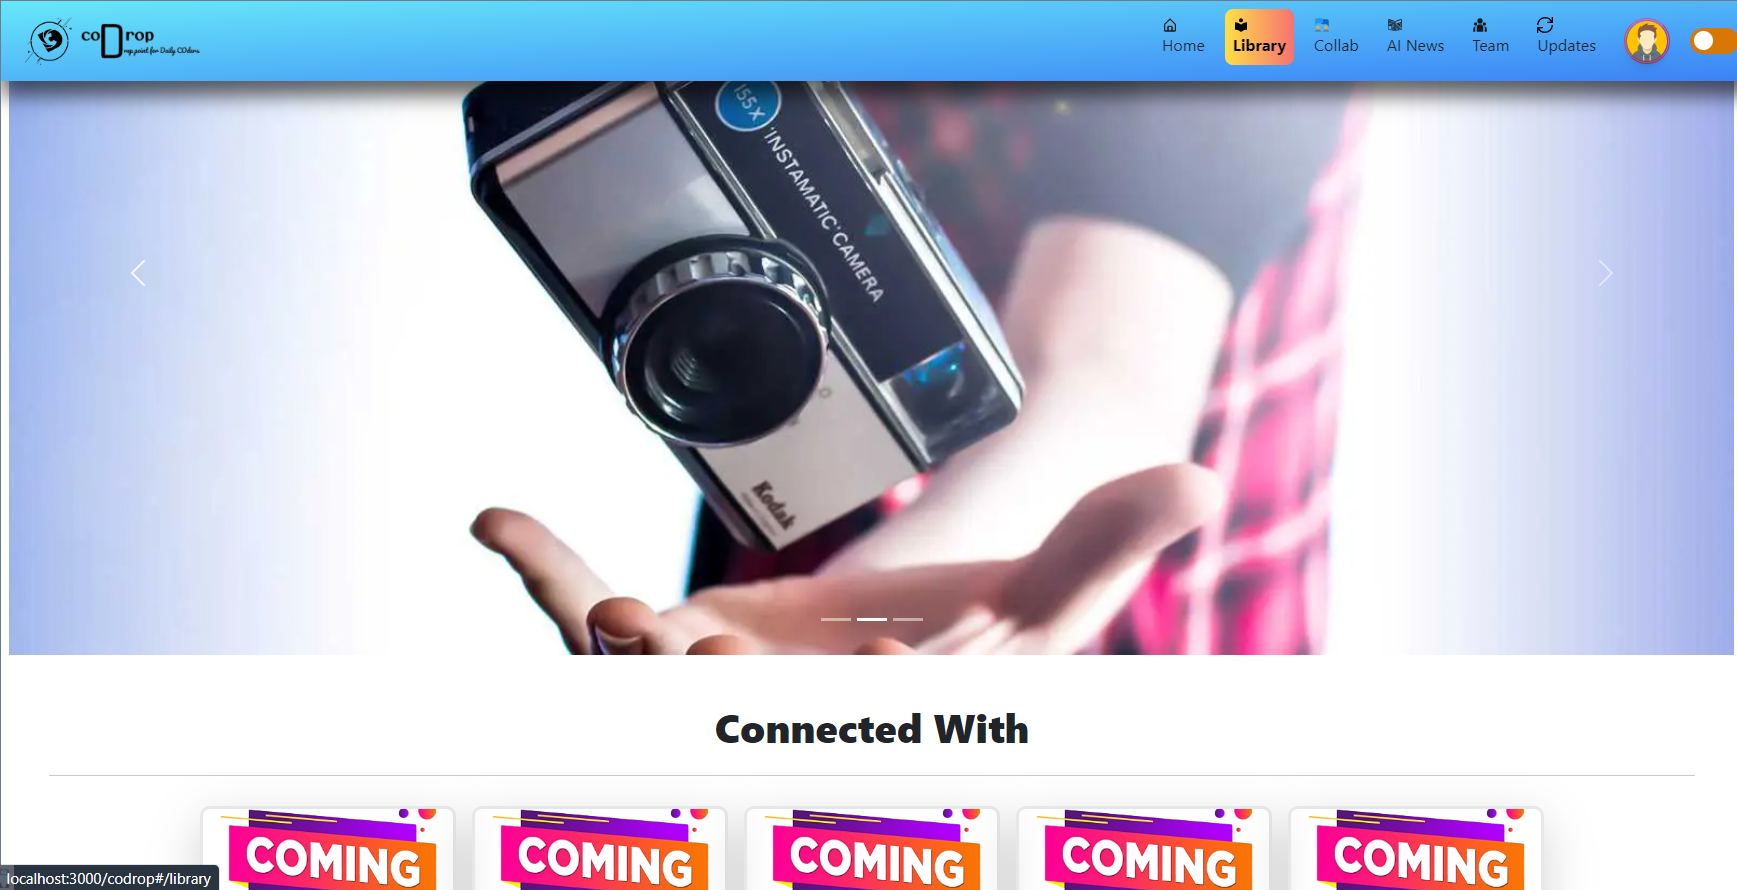 coDrop
rop point for Daily COders
Home
Library
Collab
AI News
Team
Updates
155X
'INSTAMATIC' CAMERA
Kodak
Connected With
COMING
COMING
COMING
COMING
COMING
localhost:3000/codrop#/library